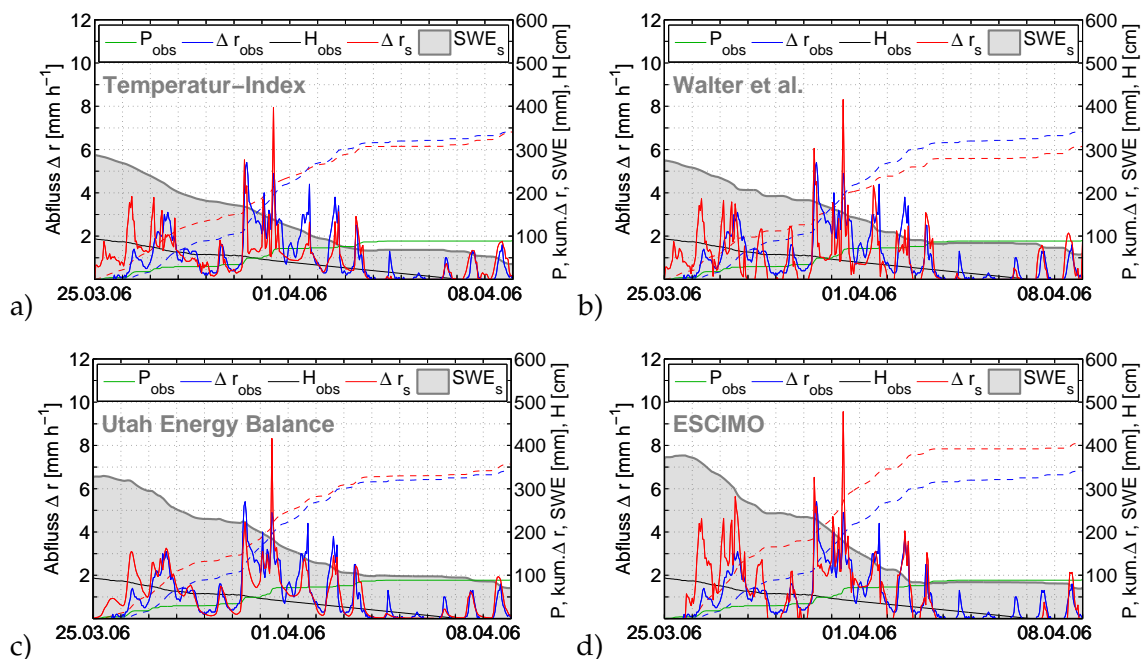 12
10
8
6
4
2
Abfluss Δ r [mm h⁻¹]
P_obs Δ r_obs H_obs Δ r_s SWE_s
Temperatur−Index
600
500
400
300
200
100
0
P, kum.Δ r, SWE [mm], H [cm]
25.03.06 01.04.06 08.04.06
a)
12
10
8
6
4
2
Abfluss Δ r [mm h⁻¹]
P_obs Δ r_obs H_obs Δ r_s SWE_s
Walter et al.
600
500
400
300
200
100
0
P, kum.Δ r, SWE [mm], H [cm]
25.03.06 01.04.06 08.04.06
b)
12
10
8
6
4
2
Abfluss Δ r [mm h⁻¹]
P_obs Δ r_obs H_obs Δ r_s SWE_s
Utah Energy Balance
600
500
400
300
200
100
0
P, kum.Δ r, SWE [mm], H [cm]
25.03.06 01.04.06 08.04.06
c)
12
10
8
6
4
2
Abfluss Δ r [mm h⁻¹]
P_obs Δ r_obs H_obs Δ r_s SWE_s
ESCIMO
600
500
400
300
200
100
0
P, kum.Δ r, SWE [mm], H [cm]
25.03.06 01.04.06 08.04.06
d)